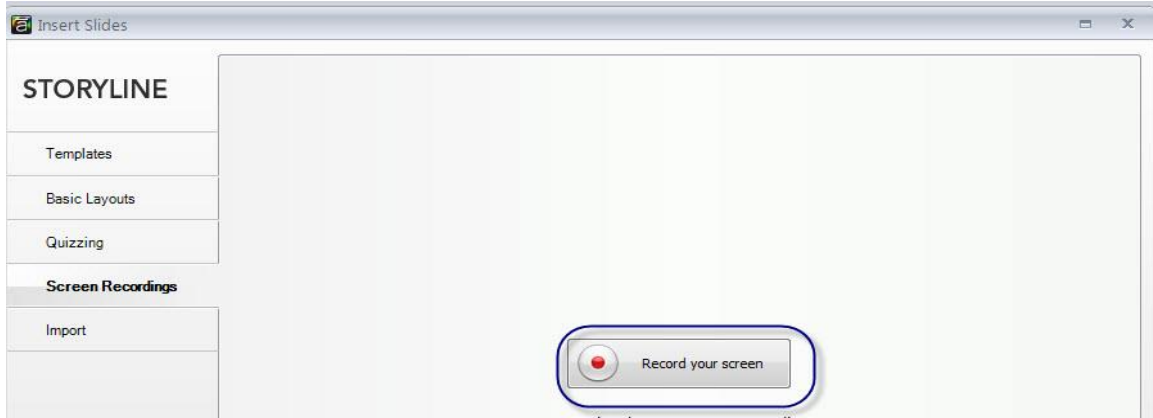 Insert Slides
STORYLINE
Templates
Basic Layouts
Quizzing
Screen Recordings
Import
Record your screen